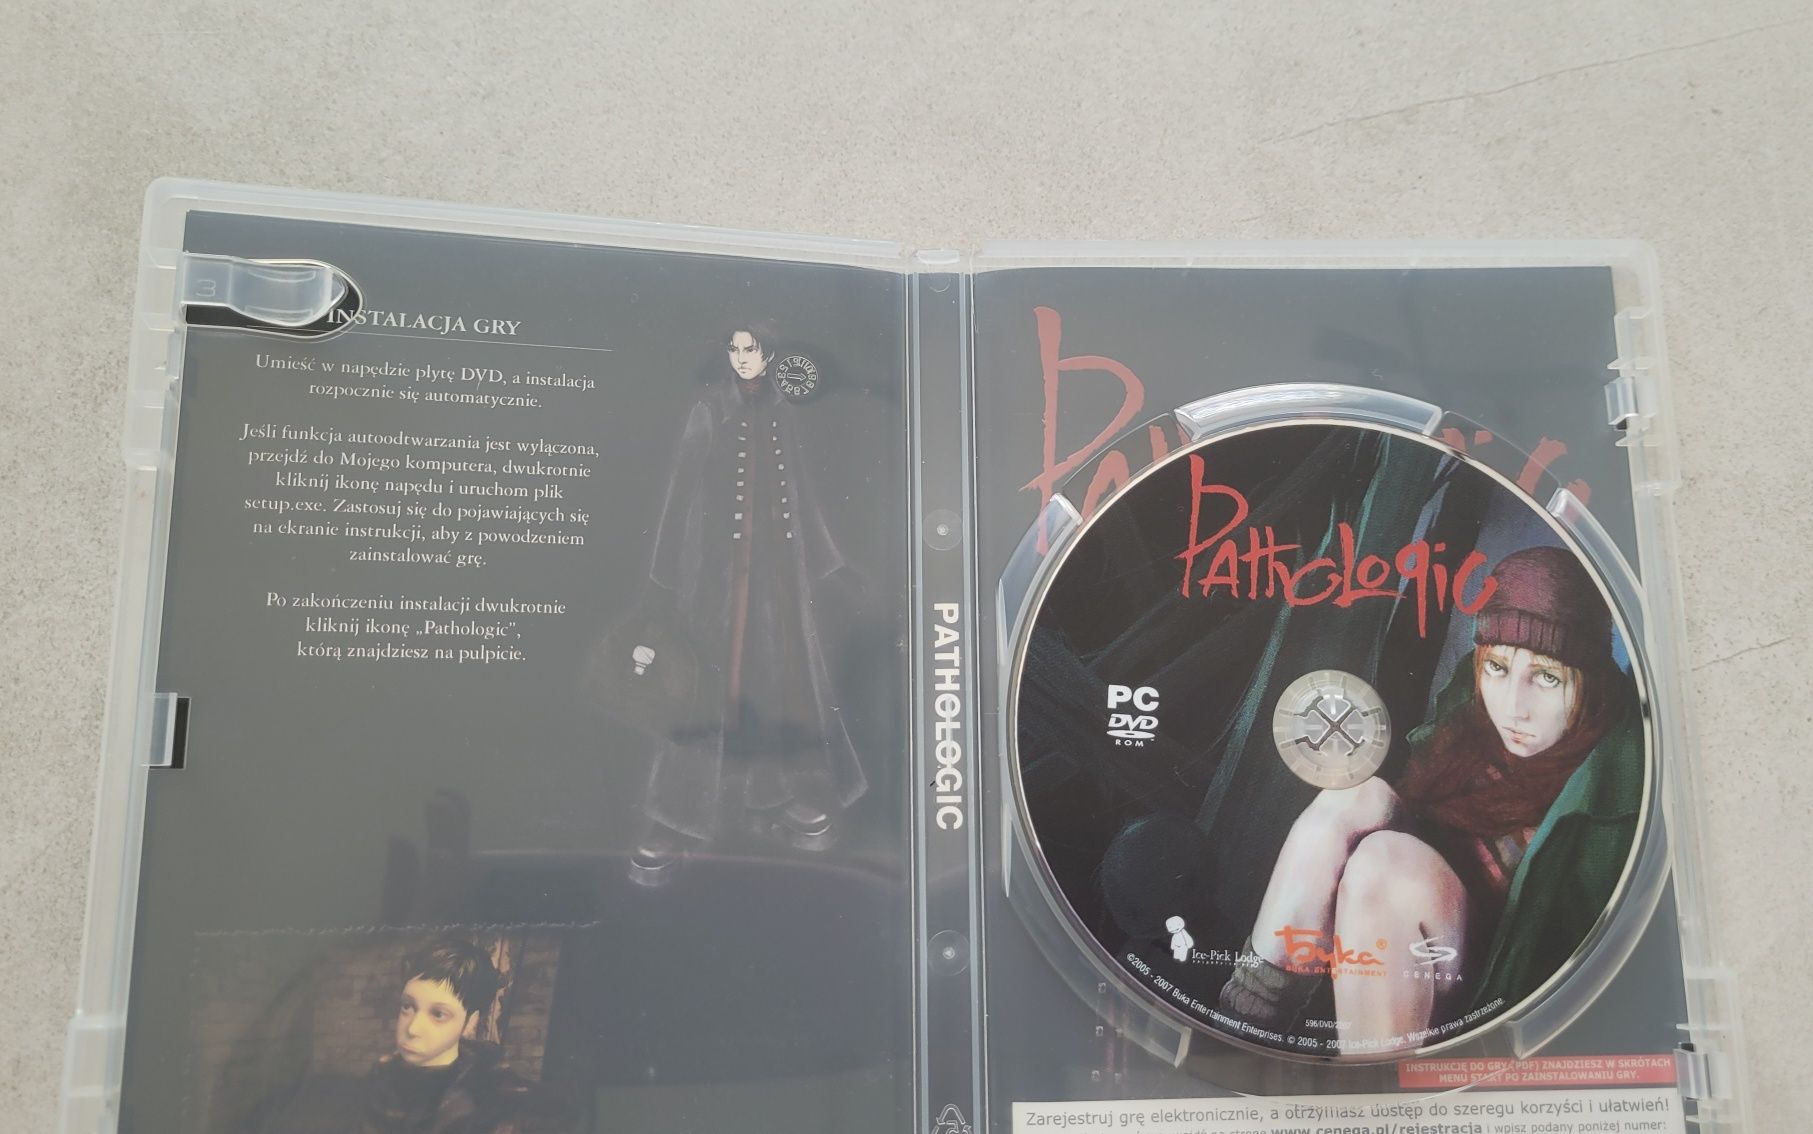 INSTALACJA GRY
Umieść w napędzie płytę DVD, a instalacja
rozpocznie się automatycznie.
Jeśli funkcja autoodtwarzania jest wyłączona,
przejdź do Mojego komputera, dwukrotnie
kliknij ikonę napędu i uruchom plik
setup.exe. Zastosuj się do pojawiających się
na ekranie instrukcji, aby z powodzeniem
zainstalować grę.
Po zakończeniu instalacji dwukrotnie
kliknij ikonę „Pathologic”,
którą znajdziesz na pulpicie.
PATHOLOGIC
Pathologic
PC
DVD
ROM
Ice-Pick Lodge
Бука®
BUKA ENTERTAINMENT
CENEGA
©2005 - 2007 Buka Entertainment Enterprises. © 2005 - 2007 Ice-Pick Lodge, Wszelkie prawa zastrzeżone.
INSTRUKCJĘ DO GRY (PDF) ZNAJDZIESZ W SKRÓTACH
MENU START PO ZAINSTALOWANIU GRY.
Zarejestruj grę elektronicznie, a otrzymasz dostęp do szeregu korzyści i ułatwień!
www.cenega.pl/rejestracja i wpisz podany poniżej numer: